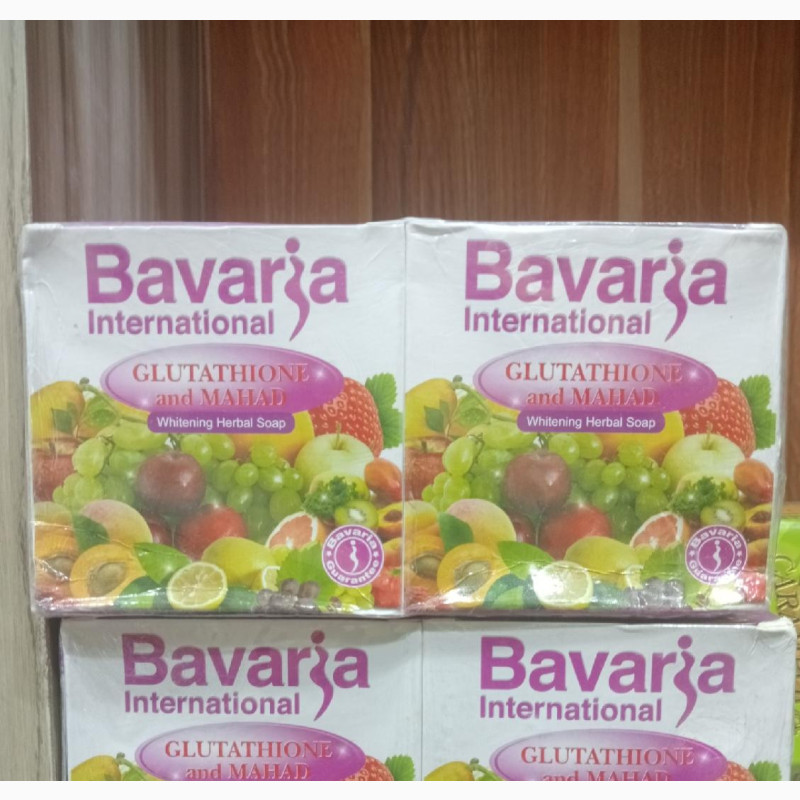 Bavaria
International
GLUTATHIONE
and MAHAD
Whitening Herbal Soap
Bavaria
Guarantee
Bavaria
International
GLUTATHIONE
and MAHAD
Whitening Herbal Soap
Bavaria
Guarantee
Bavaria
International
GLUTATHIONE
and MAHAD
Bavaria
International
GLUTATHIONE
and MAHAD